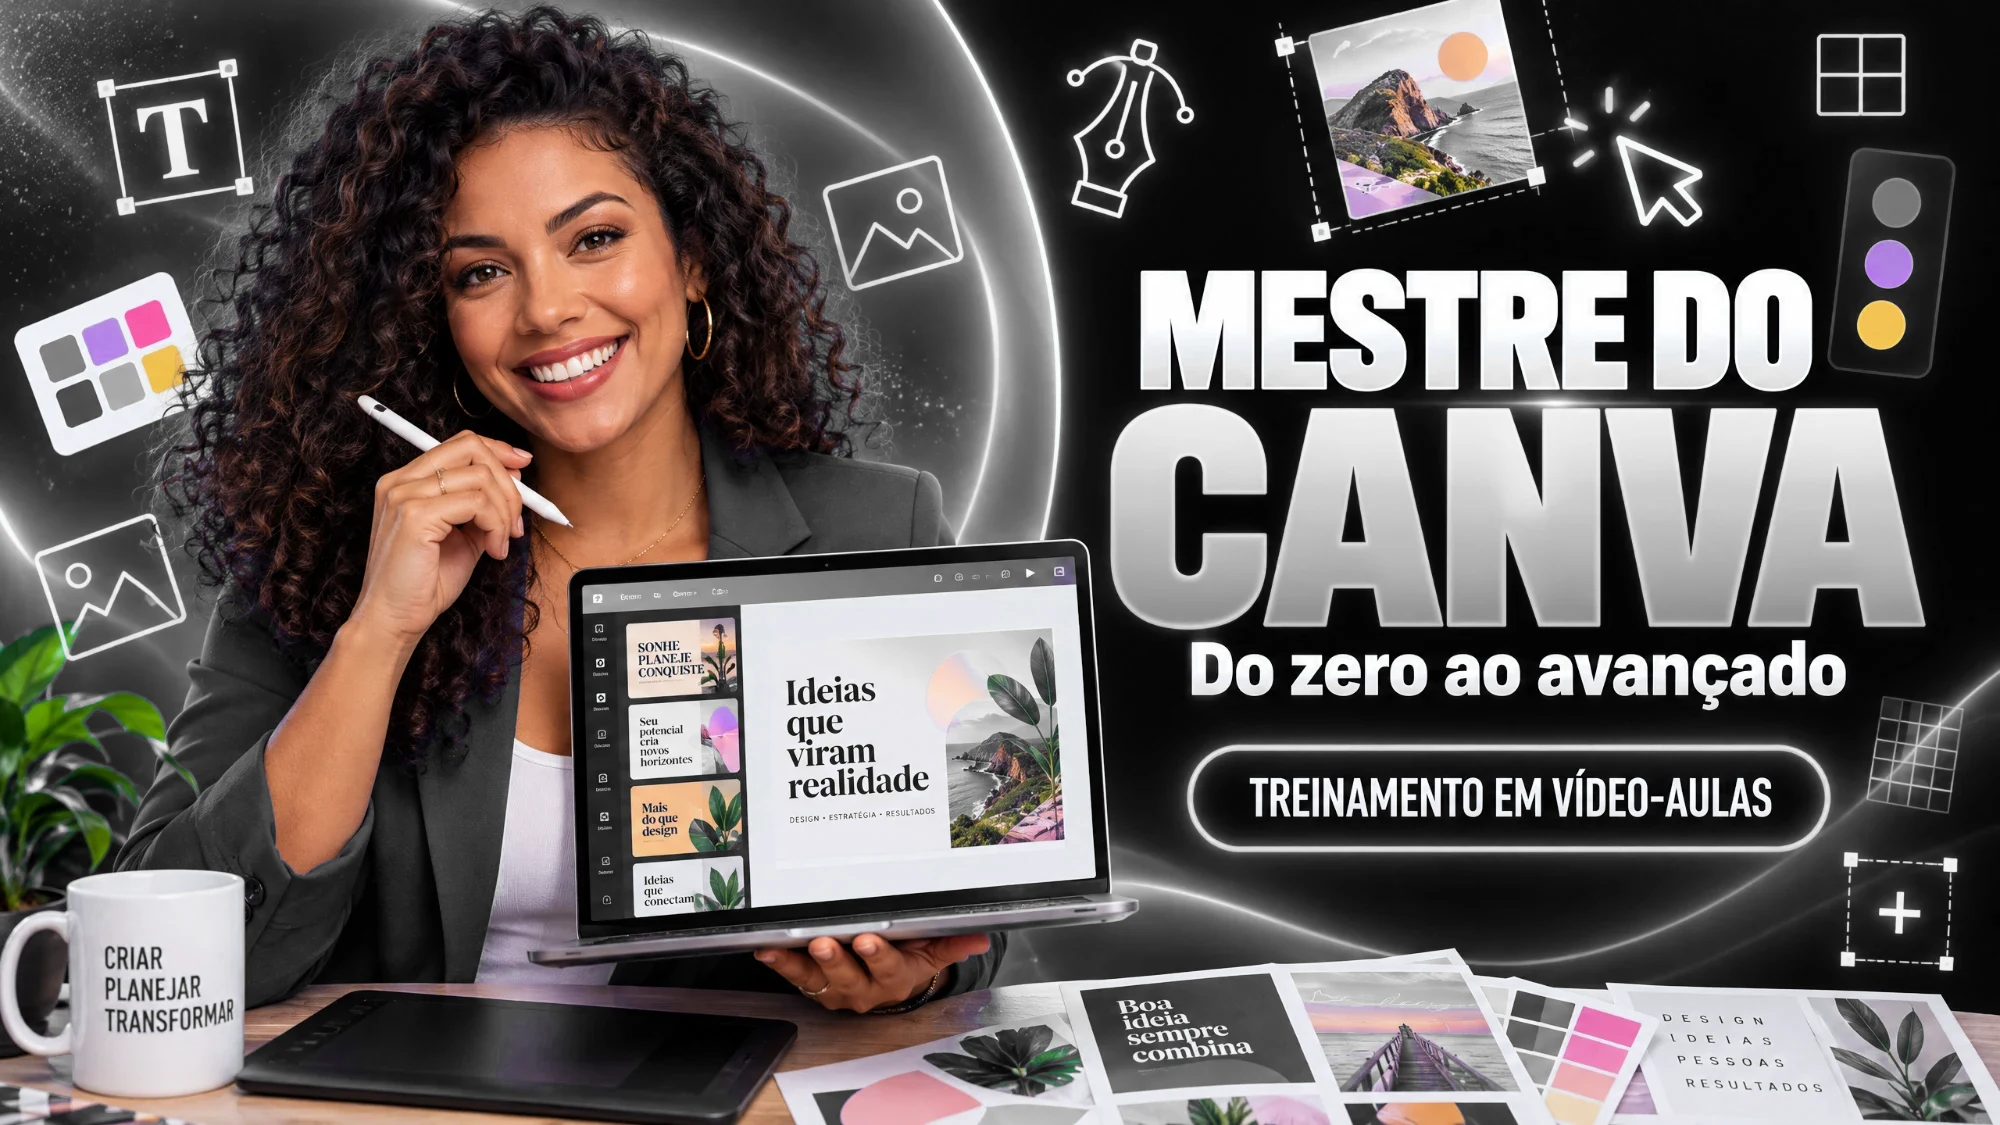 T
MESTRE DO
CANVA
Do zero ao avançado
TREINAMENTO EM VÍDEO-AULAS
SONHE
PLANEJE
CONQUISTE
Seu
potencial
cria
novos
horizontes
Mais
do que
design
Ideias
que
conectam
Ideias
que
viram
realidade
DESIGN • ESTRATÉGIA • RESULTADOS
CRIAR
PLANEJAR
TRANSFORMAR
Boa
ideia
sempre
combina
DESIGN
IDEIAS
PESSOAS
RESULTADOS